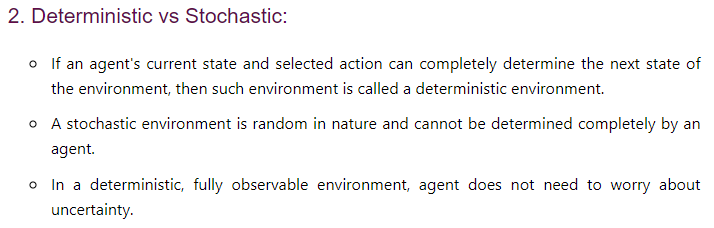 2. Deterministic vs Stochastic:
If an agent's current state and selected action can completely determine the next state of
the environment, then such environment is called a deterministic environment.
A stochastic environment is random in nature and cannot be determined completely by an
agent.
In a deterministic, fully observable environment, agent does not need to worry about
uncertainty.